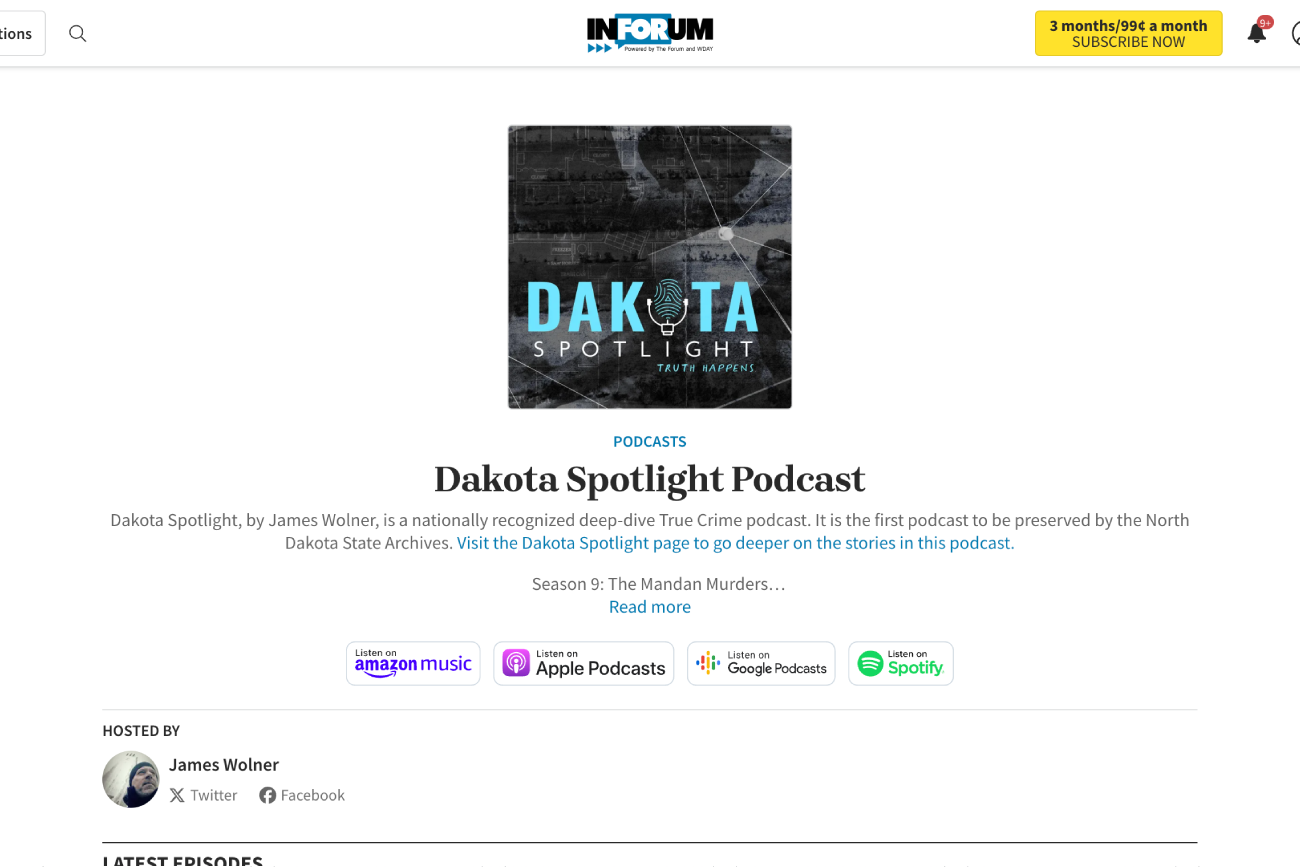 tions
INFORUM
Powered by The Forum and WDAY
3 months/99¢ a month
SUBSCRIBE NOW
9+
DAKOTA
SPOTLIGHT
TRUTH HAPPENS
PODCASTS
Dakota Spotlight Podcast
Dakota Spotlight, by James Wolner, is a nationally recognized deep-dive True Crime podcast. It is the first podcast to be preserved by the North
Dakota State Archives. Visit the Dakota Spotlight page to go deeper on the stories in this podcast.
Season 9: The Mandan Murders…
Read more
Listen on
amazon music
Listen on
Apple Podcasts
Listen on
Google Podcasts
Listen on
Spotify
HOSTED BY
James Wolner
Twitter
Facebook
LATEST EPISODES